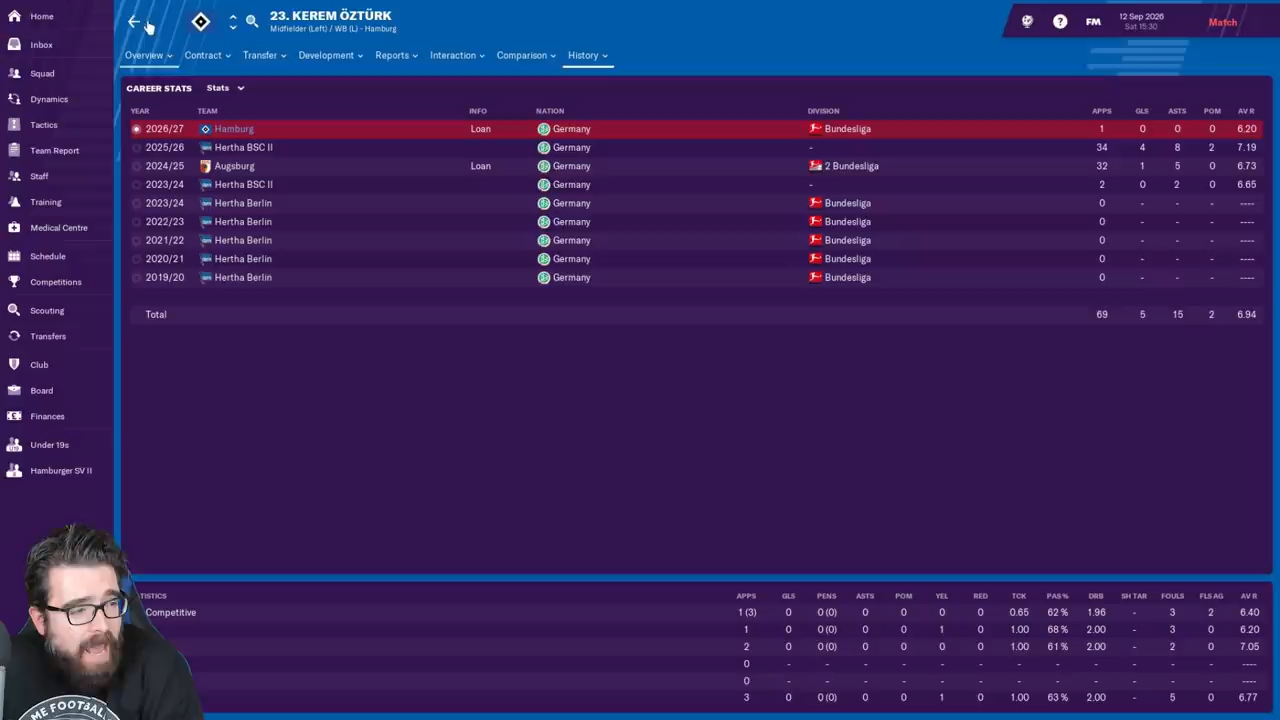 Home
Inbox
Squad
Dynamics
Tactics
Team Report
Staff
Training
Medical Centre
Schedule
Competitions
Scouting
Transfers
Club
Board
Finances
Under 19s
Hamburger SV II
23. KEREM ÖZTÜRK
Midfielder (Left) / WB (L) - Hamburg
FM 12 Sep 2026 Match
Sat 15:30
Overview Contract Transfer Development Reports Interaction Comparison History
CAREER STATS Stats
YEAR TEAM INFO NATION DIVISION APPS GLS ASTS POM AV R
2026/27 Hamburg Loan Germany Bundesliga 1 0 0 0 6.20
2025/26 Hertha BSC II Germany - 34 4 8 2 7.19
2024/25 Augsburg Loan Germany 2 Bundesliga 32 1 5 0 6.73
2023/24 Hertha BSC II Germany - 2 0 2 0 6.65
2023/24 Hertha Berlin Germany Bundesliga 0 - - - ----
2022/23 Hertha Berlin Germany Bundesliga 0 - - - ----
2021/22 Hertha Berlin Germany Bundesliga 0 - - - ----
2020/21 Hertha Berlin Germany Bundesliga 0 - - - ----
2019/20 Hertha Berlin Germany Bundesliga 0 - - - ----
Total 69 5 15 2 6.94
TISTICS APPS GLS PENS ASTS POM YEL RED TCK PAS% DRB SH TAR FOULS FLS AG AV R
Competitive 1 (3) 0 0 (0) 0 0 0 0 0.65 62 % 1.96 - 3 2 6.40
1 0 0 (0) 0 0 1 0 1.00 68 % 2.00 - 3 0 6.20
2 0 0 (0) 0 0 0 0 1.00 61 % 2.00 - 2 0 7.05
0 - - - - - - - - - - - - ----
0 - - - - - - - - - - - - ----
3 0 0 (0) 0 0 1 0 1.00 63 % 2.00 - 5 0 6.77
ME FOOTBAL